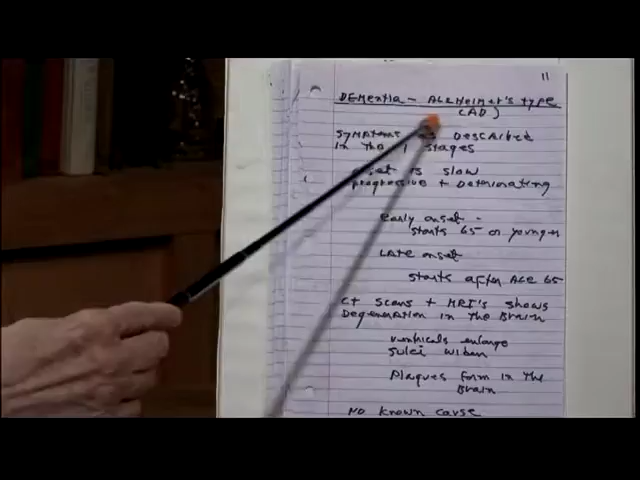 11
DEMentia - ALZHeimer's type
(AD)
Symptoms as Described
in the stages
is slow
progressive + Deteriorating
Early onset -
starts 65 or younger
LATE onset
starts after AGE 65
CT Scans + MRI's shows
Degeneration in the Brain
ventricals enlarge
Sulci widen
Plaques form in the
Brain
No known cause